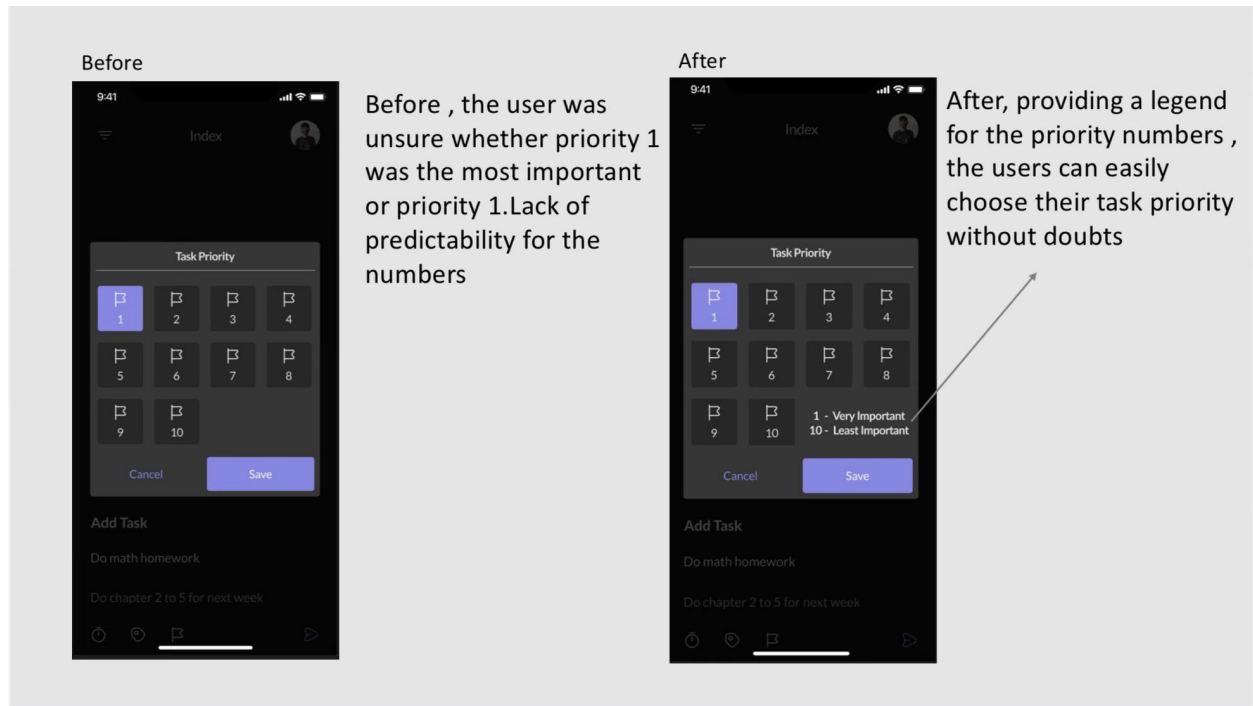 Before
9:41
Index
Task Priority
1 2 3 4
5 6 7 8
9 10
Cancel Save
Add Task
Do math homework
Do chapter 2 to 5 for next week
Before , the user was
unsure whether priority 1
was the most important
or priority 1.Lack of
predictability for the
numbers
After
9:41
Index
Task Priority
1 2 3 4
5 6 7 8
9 10
1 - Very Important
10 - Least Important
Cancel Save
Add Task
Do math homework
Do chapter 2 to 5 for next week
After, providing a legend
for the priority numbers ,
the users can easily
choose their task priority
without doubts